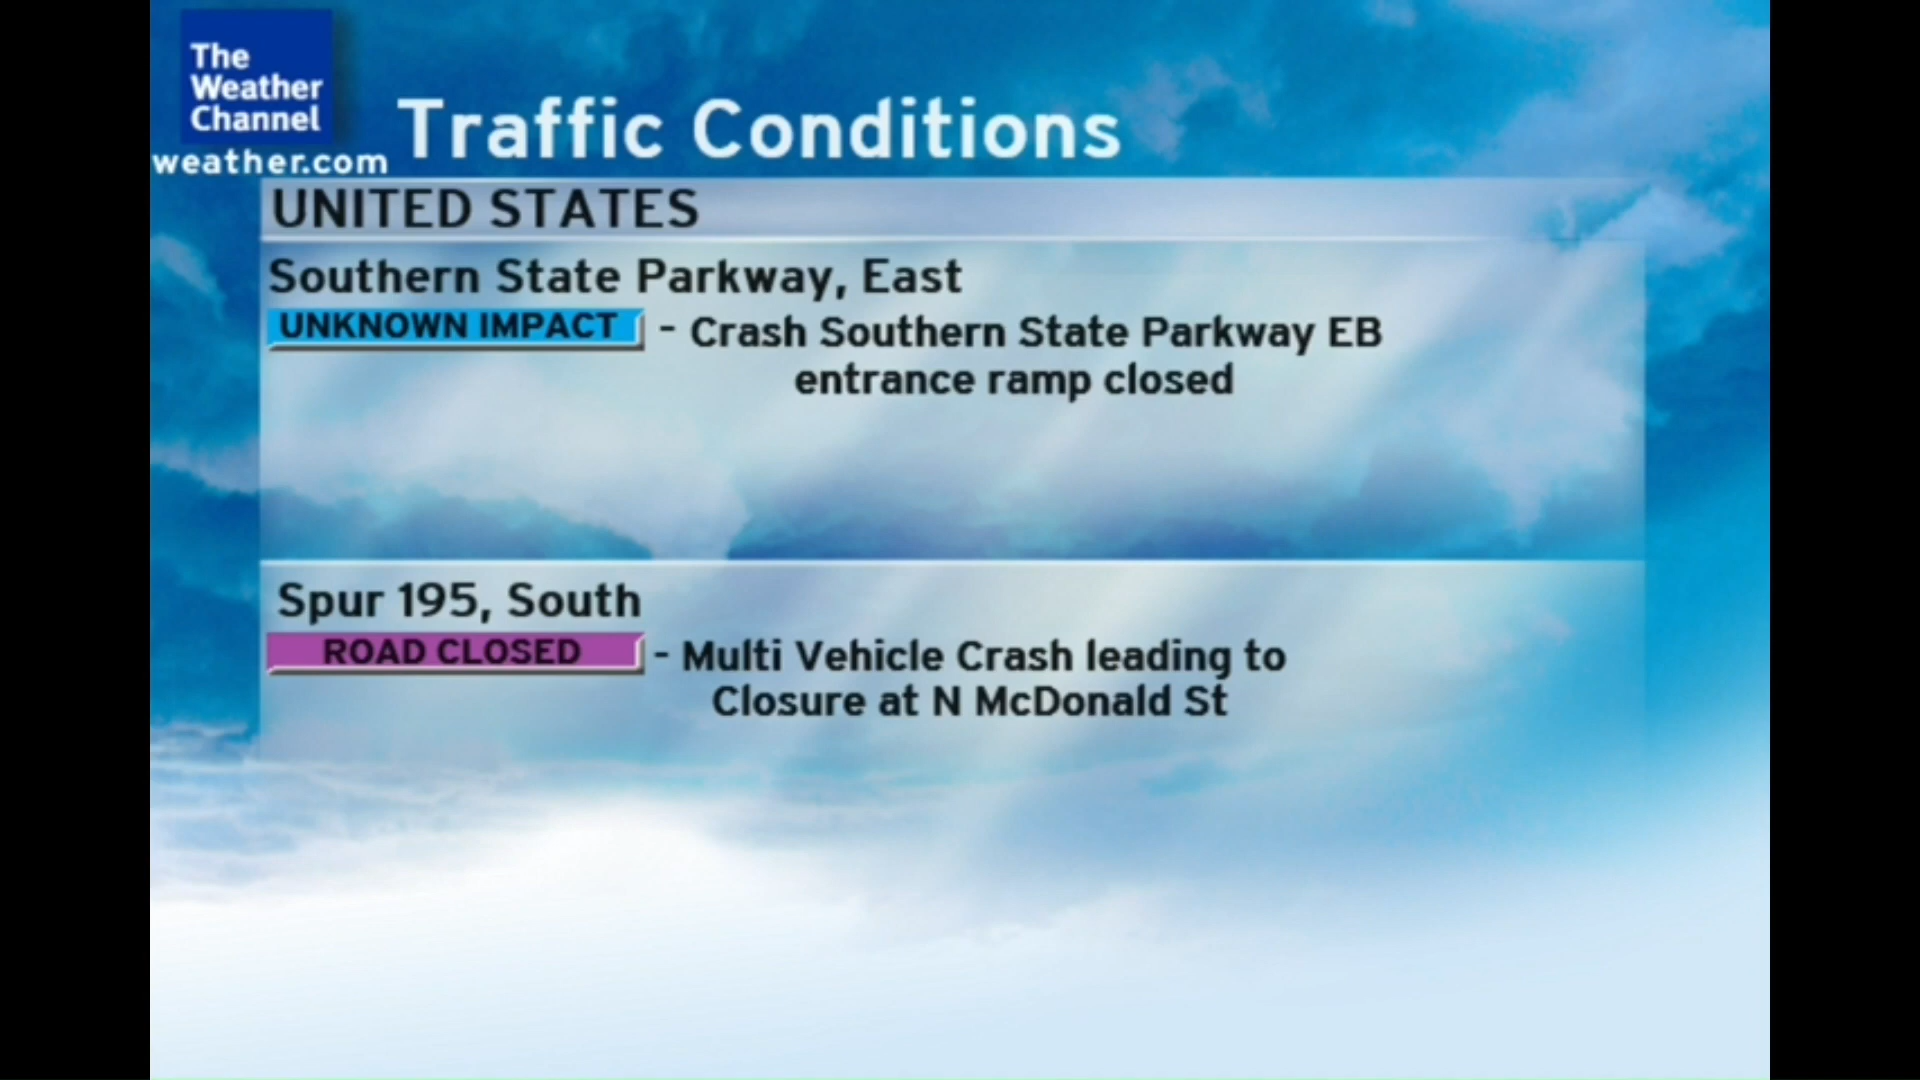 The
Weather
Channel
weather.com
Traffic Conditions
UNITED STATES
Southern State Parkway, East
UNKNOWN IMPACT - Crash Southern State Parkway EB
entrance ramp closed
Spur 195, South
ROAD CLOSED - Multi Vehicle Crash leading to
Closure at N McDonald St